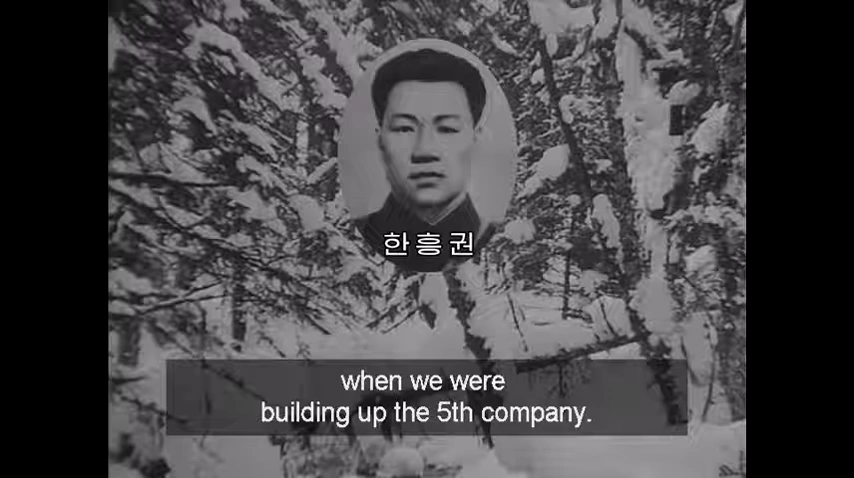 한흥권
when we were
building up the 5th company.